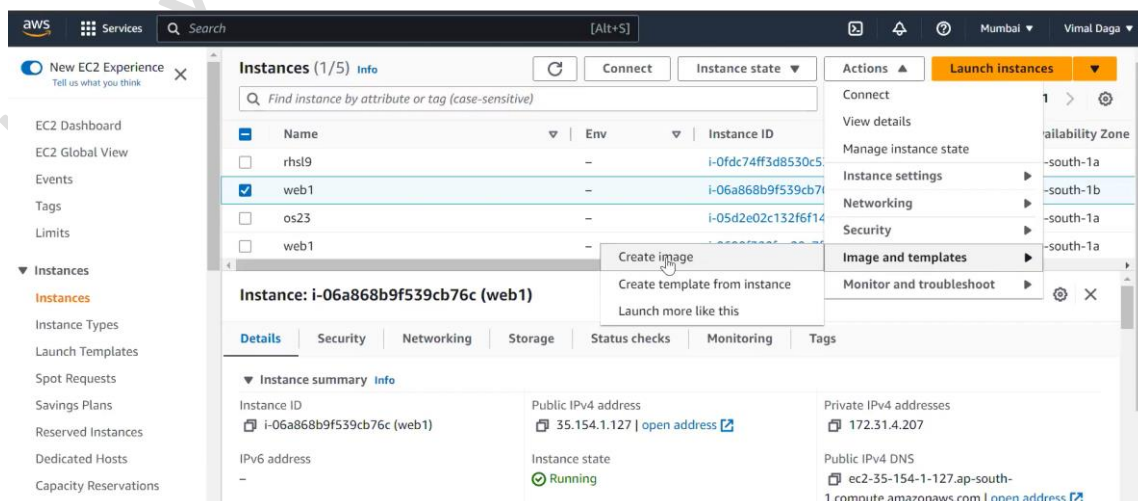 aws
Services
Search
[Alt+S]
Mumbai ▼
Vimal Daga ▼
New EC2 Experience
Tell us what you think
EC2 Dashboard
EC2 Global View
Events
Tags
Limits
▼ Instances
Instances
Instance Types
Launch Templates
Spot Requests
Savings Plans
Reserved Instances
Dedicated Hosts
Capacity Reservations
Instances (1/5) Info
Connect
Instance state ▼
Actions ▲
Launch instances ▼
Find instance by attribute or tag (case-sensitive)
1 >
Name
Env
Instance ID
ailability Zone
rhsl9 – i-0fdc74ff3d8530c5 -south-1a
web1 – i-06a868b9f539cb7 -south-1b
os23 – i-05d2e02c132f6f14 -south-1a
web1 – -south-1a
Connect
View details
Manage instance state
Instance settings
Networking
Security
Image and templates
Monitor and troubleshoot
Create image
Create template from instance
Launch more like this
Instance: i-06a868b9f539cb76c (web1)
Details Security Networking Storage Status checks Monitoring Tags
▼ Instance summary Info
Instance ID
i-06a868b9f539cb76c (web1)
Public IPv4 address
35.154.1.127 | open address
Private IPv4 addresses
172.31.4.207
IPv6 address
–
Instance state
Running
Public IPv4 DNS
ec2-35-154-1-127.ap-south-
1.compute.amazonaws.com | open address